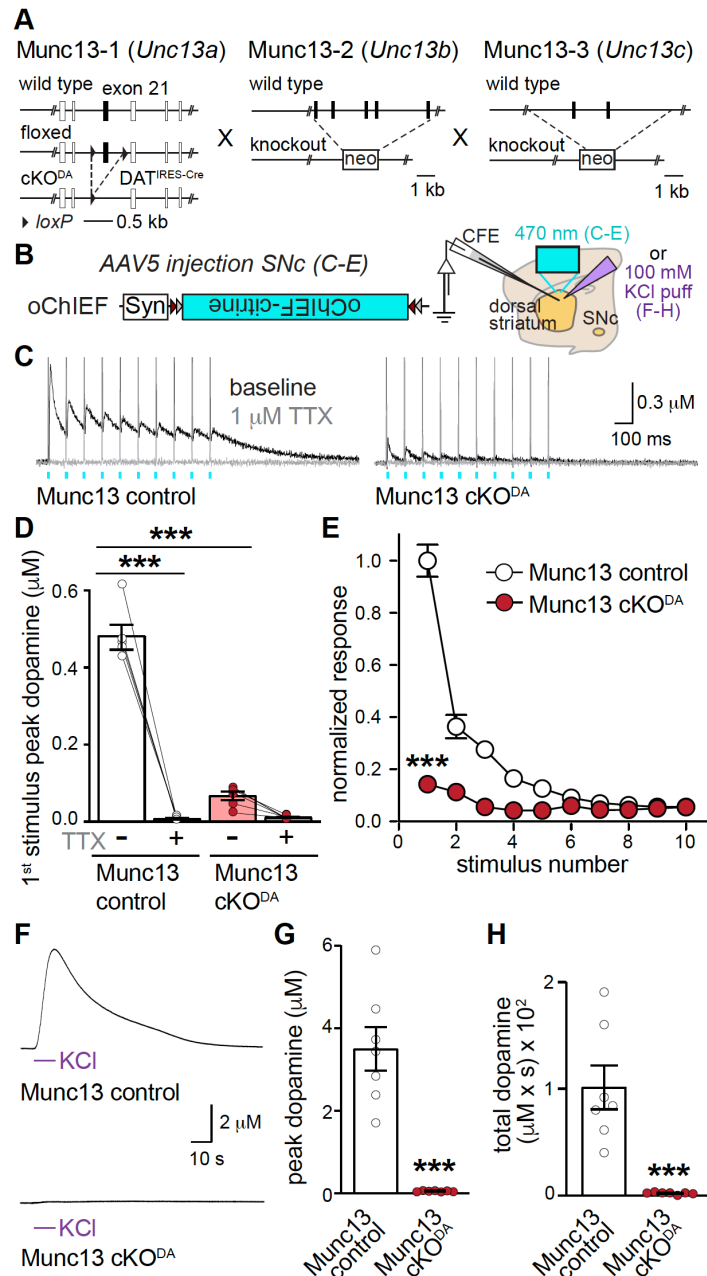 A
Munc13-1 (Unc13a)
Munc13-2 (Unc13b)
Munc13-3 (Unc13c)
wild type
exon 21
wild type
wild type
floxed
X
X
knockout
knockout
neo
neo
cKO^DA
DAT^IRES-Cre
1 kb
1 kb
loxP
0.5 kb
B
AAV5 injection SNc (C-E)
oChIEF
Syn
oChIEF-citrine
CFE
470 nm (C-E)
or
100 mM
KCl puff
(F-H)
dorsal
striatum
SNc
C
baseline
1 μM TTX
0.3 μM
100 ms
Munc13 control
Munc13 cKO^DA
D
***
***
1st stimulus peak dopamine (μM)
0.6
0.4
0.2
0.0
TTX
-
+
-
+
Munc13
control
Munc13
cKO^DA
E
normalized response
1.0
0.8
0.6
0.4
0.2
0.0
Munc13 control
Munc13 cKO^DA
***
0
2
4
6
8
10
stimulus number
F
KCl
Munc13 control
2 μM
10 s
KCl
Munc13 cKO^DA
G
peak dopamine (μM)
6
4
2
0
***
Munc13
control
Munc13
cKO^DA
H
total dopamine
(μM x s) x 10²
2
1
0
***
Munc13
control
Munc13
cKO^DA